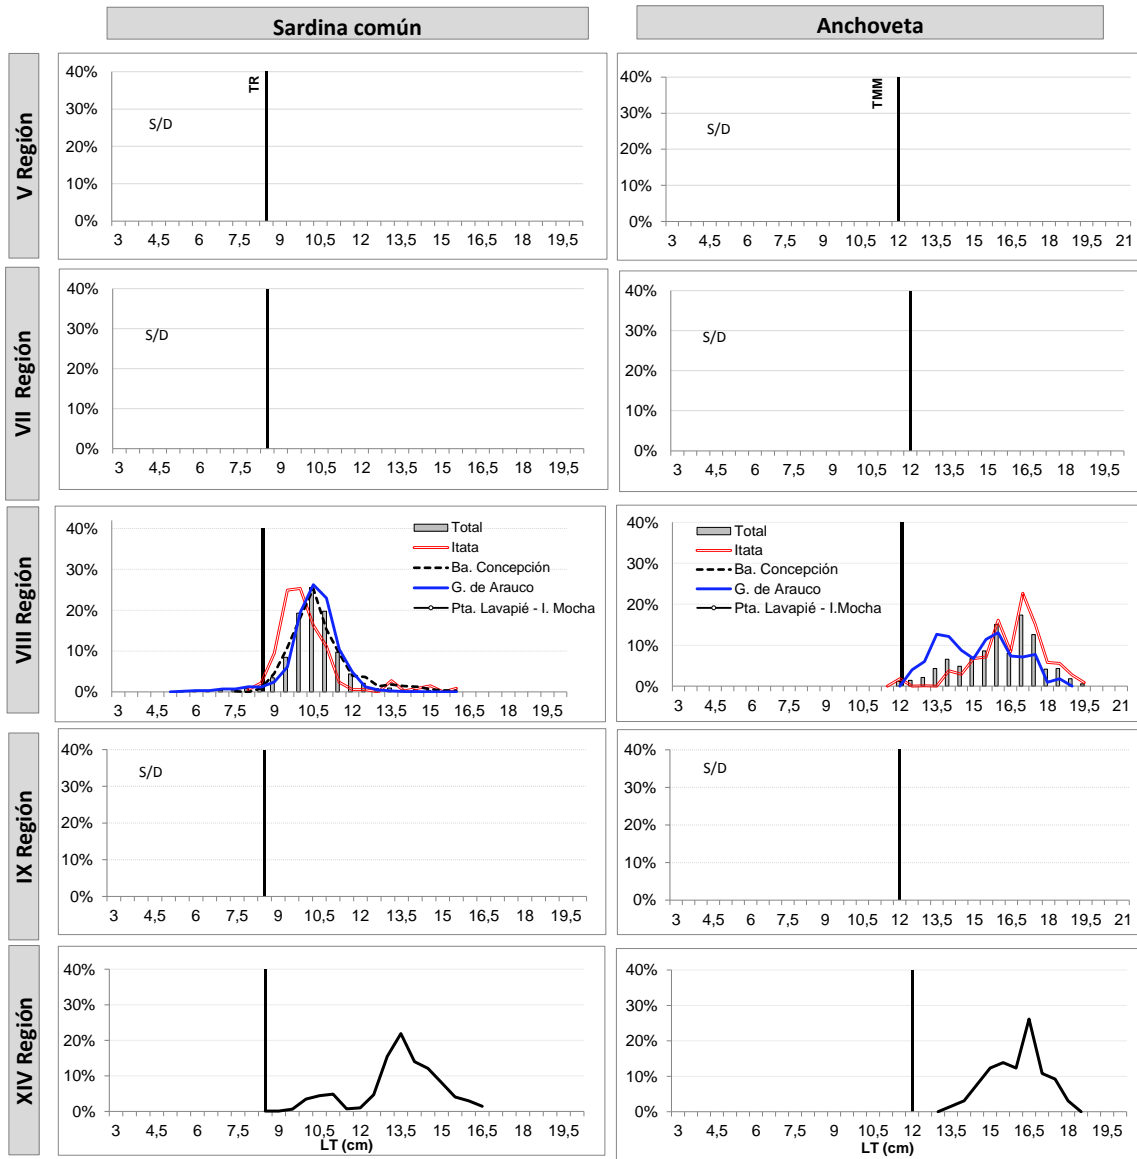 Sardina común
Anchoveta
V Región
40%
30%
20%
10%
0%
TR
S/D
3 4,5 6 7,5 9 10,5 12 13,5 15 16,5 18 19,5
40%
30%
20%
10%
0%
TMM
S/D
3 4,5 6 7,5 9 10,5 12 13,5 15 16,5 18 19,5 21
VII Región
40%
30%
20%
10%
0%
S/D
3 4,5 6 7,5 9 10,5 12 13,5 15 16,5 18 19,5
40%
30%
20%
10%
0%
S/D
3 4,5 6 7,5 9 10,5 12 13,5 15 16,5 18 19,5
VIII Región
40%
30%
20%
10%
0%
Total
Itata
Ba. Concepción
G. de Arauco
Pta. Lavapié - I. Mocha
3 4,5 6 7,5 9 10,5 12 13,5 15 16,5 18 19,5
40%
30%
20%
10%
0%
Total
Itata
Ba. Concepción
G. de Arauco
Pta. Lavapié - I.Mocha
3 4,5 6 7,5 9 10,5 12 13,5 15 16,5 18 19,5 21
IX Región
40%
30%
20%
10%
0%
S/D
3 4,5 6 7,5 9 10,5 12 13,5 15 16,5 18 19,5
40%
30%
20%
10%
0%
S/D
3 4,5 6 7,5 9 10,5 12 13,5 15 16,5 18 19,5 21
XIV Región
40%
30%
20%
10%
0%
3 4,5 6 7,5 9 10,5 12 13,5 15 16,5 18 19,5
LT (cm)
40%
30%
20%
10%
0%
3 4,5 6 7,5 9 10,5 12 13,5 15 16,5 18 19,5
LT (cm)